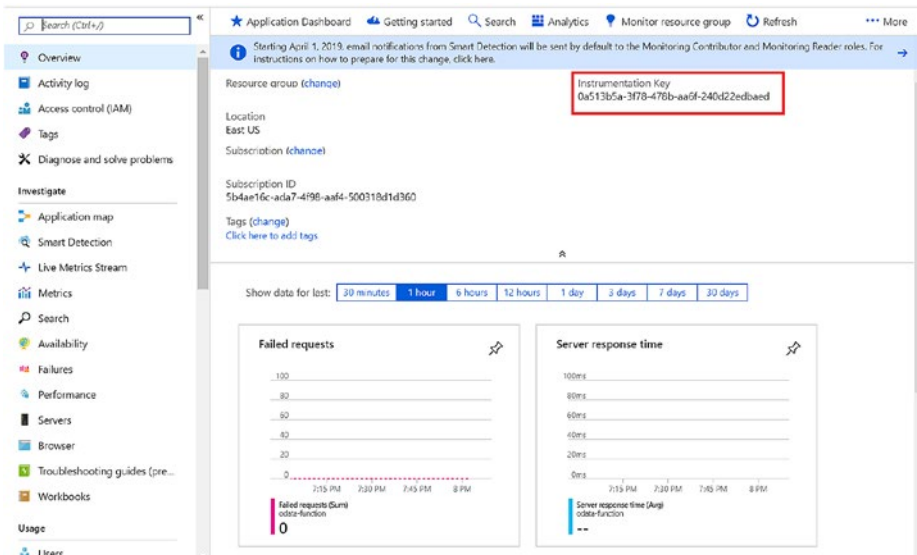 Search (Ctrl+/)
«
Overview
Activity log
Access control (IAM)
Tags
Diagnose and solve problems
Investigate
Application map
Smart Detection
Live Metrics Stream
Metrics
Search
Availability
Failures
Performance
Servers
Browser
Troubleshooting guides (pre...
Workbooks
Usage
Users
Application Dashboard
Getting started
Search
Analytics
Monitor resource group
Refresh
More
Starting April 1, 2019, email notifications from Smart Detection will be sent by default to the Monitoring Contributor and Monitoring Reader roles. For
instructions on how to prepare for this change, click here.
Resource group (change)
Location
East US
Subscription (change)
Subscription ID
5b4ae16c-ada7-4f98-aaf4-500318d1d360
Tags (change)
Click here to add tags
Instrumentation Key
0a513b5a-3f78-478b-aa6f-240d22edbaed
Show data for last: 30 minutes 1 hour 6 hours 12 hours 1 day 3 days 7 days 30 days
Failed requests
100
80
60
40
20
0
7:15 PM 7:30 PM 7:45 PM 8 PM
Failed requests (Sum)
odata-function
0
Server response time
100ms
80ms
60ms
40ms
20ms
0ms
7:15 PM 7:30 PM 7:45 PM 8 PM
Server response time (Avg)
odata-function
--